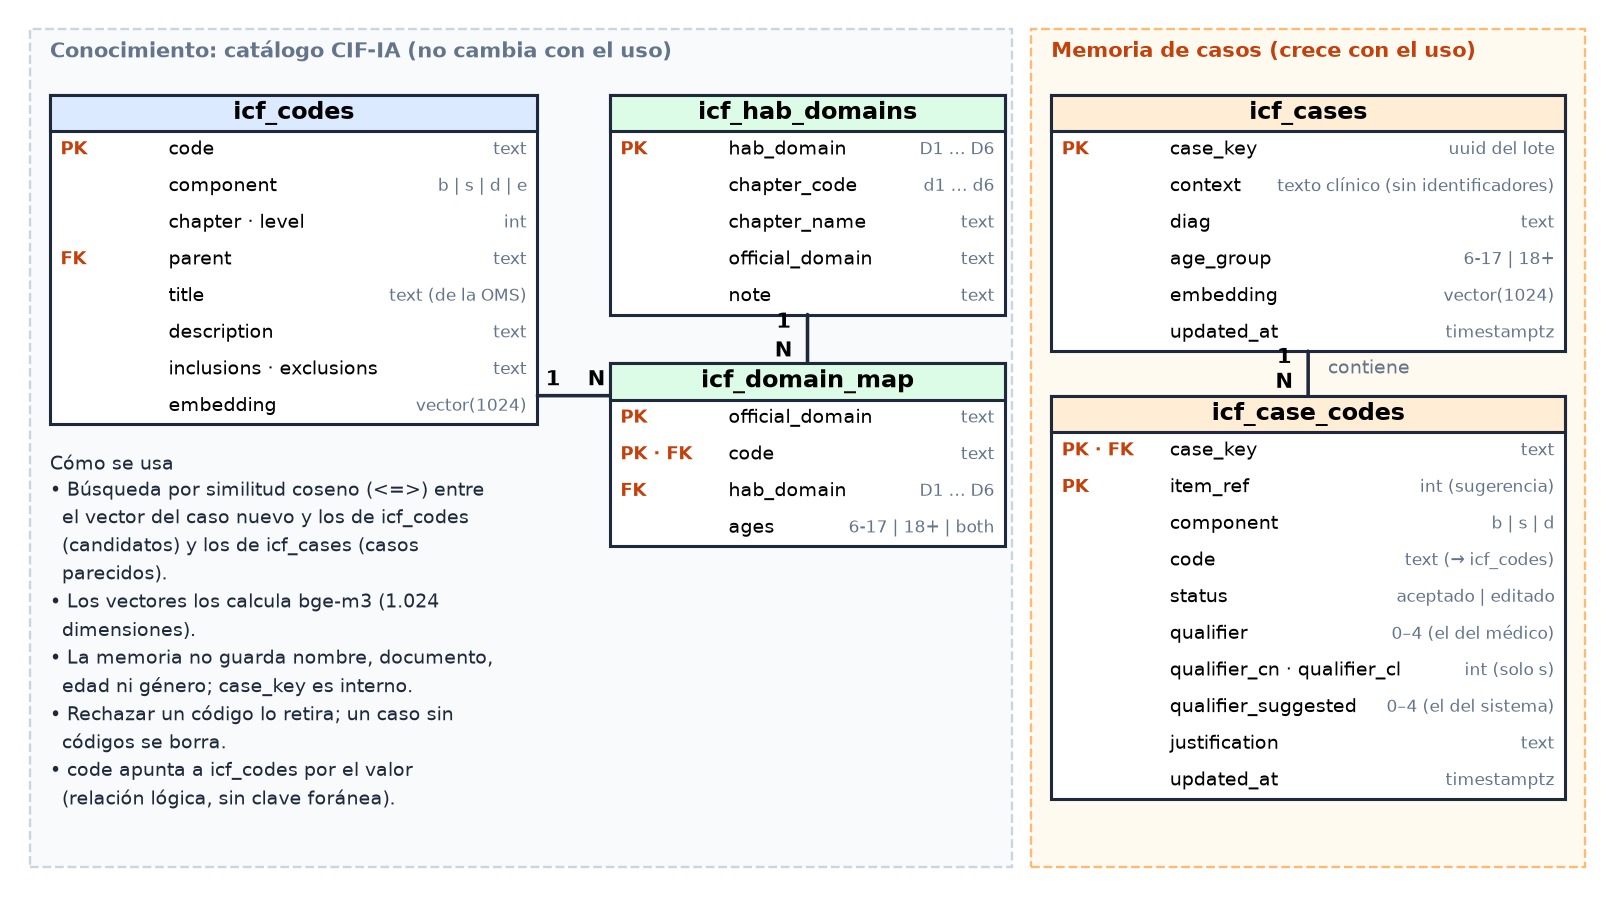 Conocimiento: catálogo CIF-IA (no cambia con el uso)
icf_codes
PK code text
component b | s | d | e
chapter · level int
FK parent text
title text (de la OMS)
description text
inclusions · exclusions text
embedding vector(1024)
1 N
icf_hab_domains
PK hab_domain D1 ... D6
chapter_code d1 ... d6
chapter_name text
official_domain text
note text
1
N
icf_domain_map
PK official_domain text
PK · FK code text
FK hab_domain D1 ... D6
ages 6-17 | 18+ | both
Cómo se usa
• Búsqueda por similitud coseno (<=>) entre
el vector del caso nuevo y los de icf_codes
(candidatos) y los de icf_cases (casos
parecidos).
• Los vectores los calcula bge-m3 (1.024
dimensiones).
• La memoria no guarda nombre, documento,
edad ni género; case_key es interno.
• Rechazar un código lo retira; un caso sin
códigos se borra.
• code apunta a icf_codes por el valor
(relación lógica, sin clave foránea).
Memoria de casos (crece con el uso)
icf_cases
PK case_key uuid del lote
context texto clínico (sin identificadores)
diag text
age_group 6-17 | 18+
embedding vector(1024)
updated_at timestamptz
1
contiene
N
icf_case_codes
PK · FK case_key text
PK item_ref int (sugerencia)
component b | s | d
code text (→ icf_codes)
status aceptado | editado
qualifier 0–4 (el del médico)
qualifier_cn · qualifier_cl int (solo s)
qualifier_suggested 0–4 (el del sistema)
justification text
updated_at timestamptz